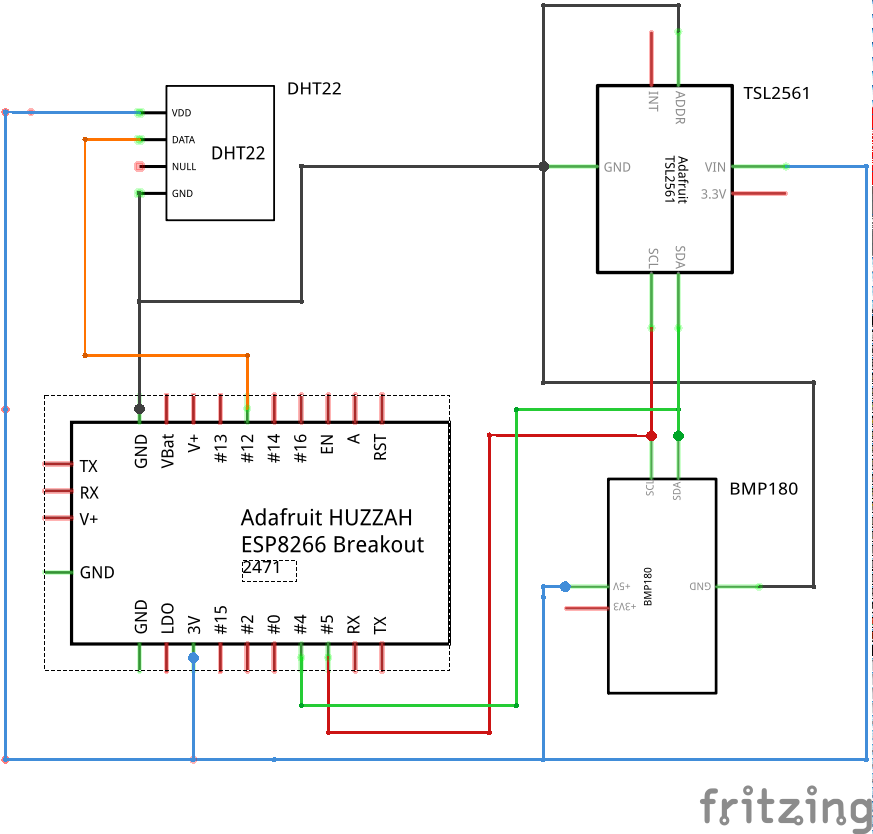 DHT22
VDD
DATA
NULL
GND
DHT22
TSL2561
INT
ADDR
GND
VIN
3.3V
Adafruit
TSL2561
SCL
SDA
GND
VBat
V+
#13
#12
#14
#16
EN
A
RST
TX
RX
V+
GND
Adafruit HUZZAH
ESP8266 Breakout
2471
GND
LDO
3V
#15
#2
#0
#4
#5
RX
TX
BMP180
SCL
SDA
+5V
+3V3
BMP180
GND
fritzing